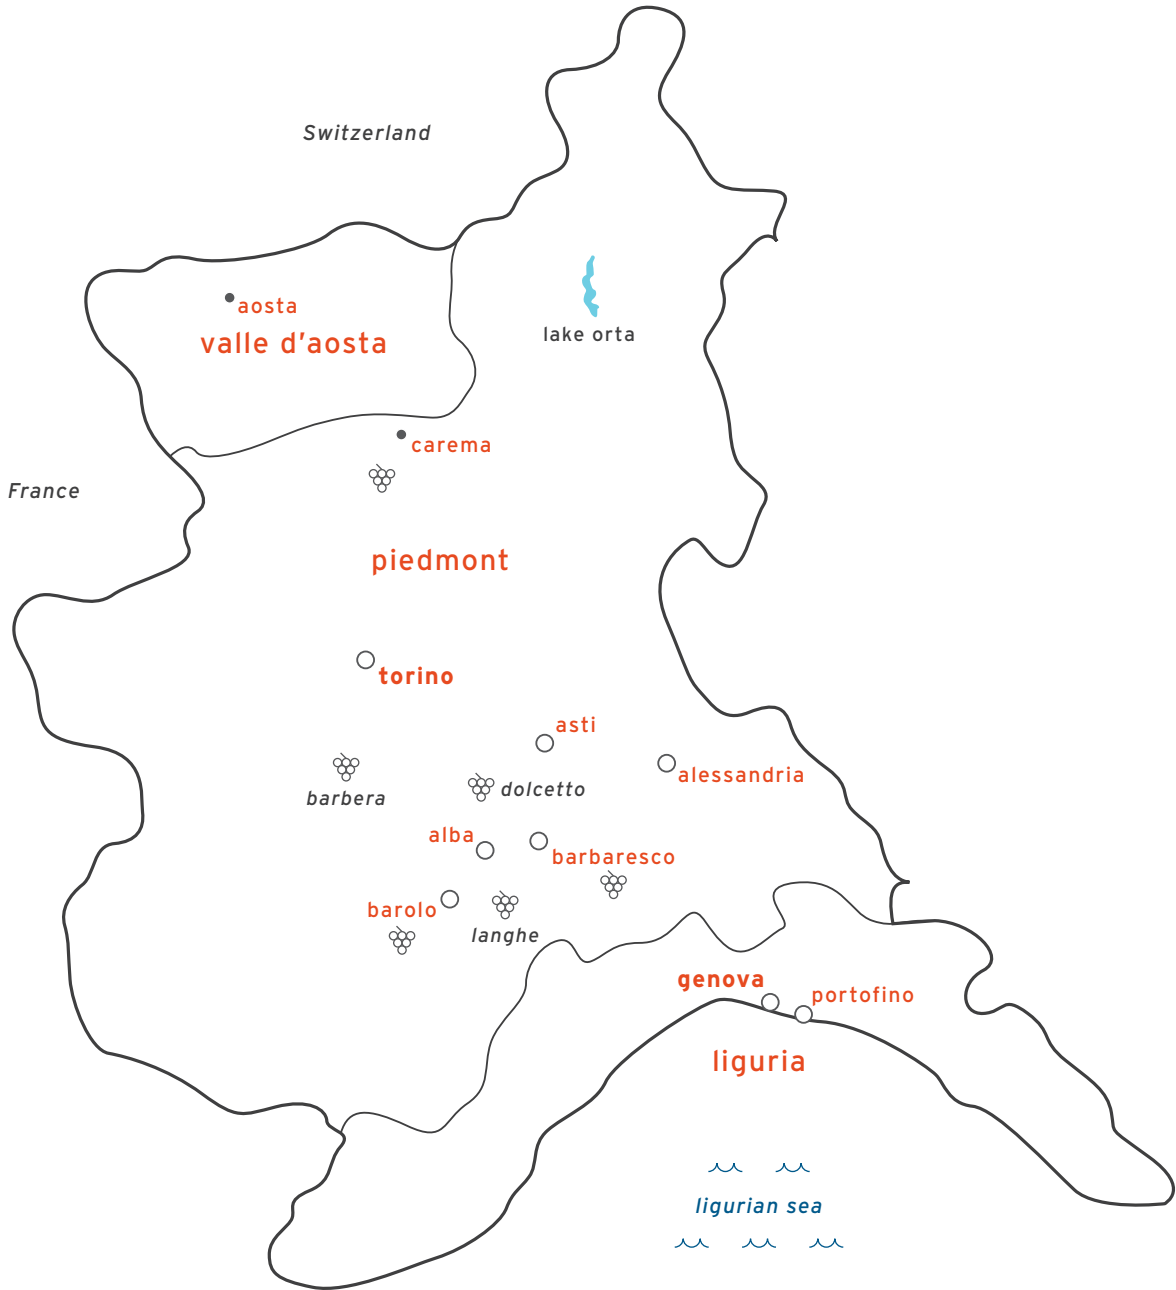 Switzerland
aosta
valle d'aosta
lake orta
carema
France
piedmont
torino
asti
alessandria
barbera
dolcetto
alba
barbaresco
barolo
langhe
genova
portofino
liguria
ligurian sea